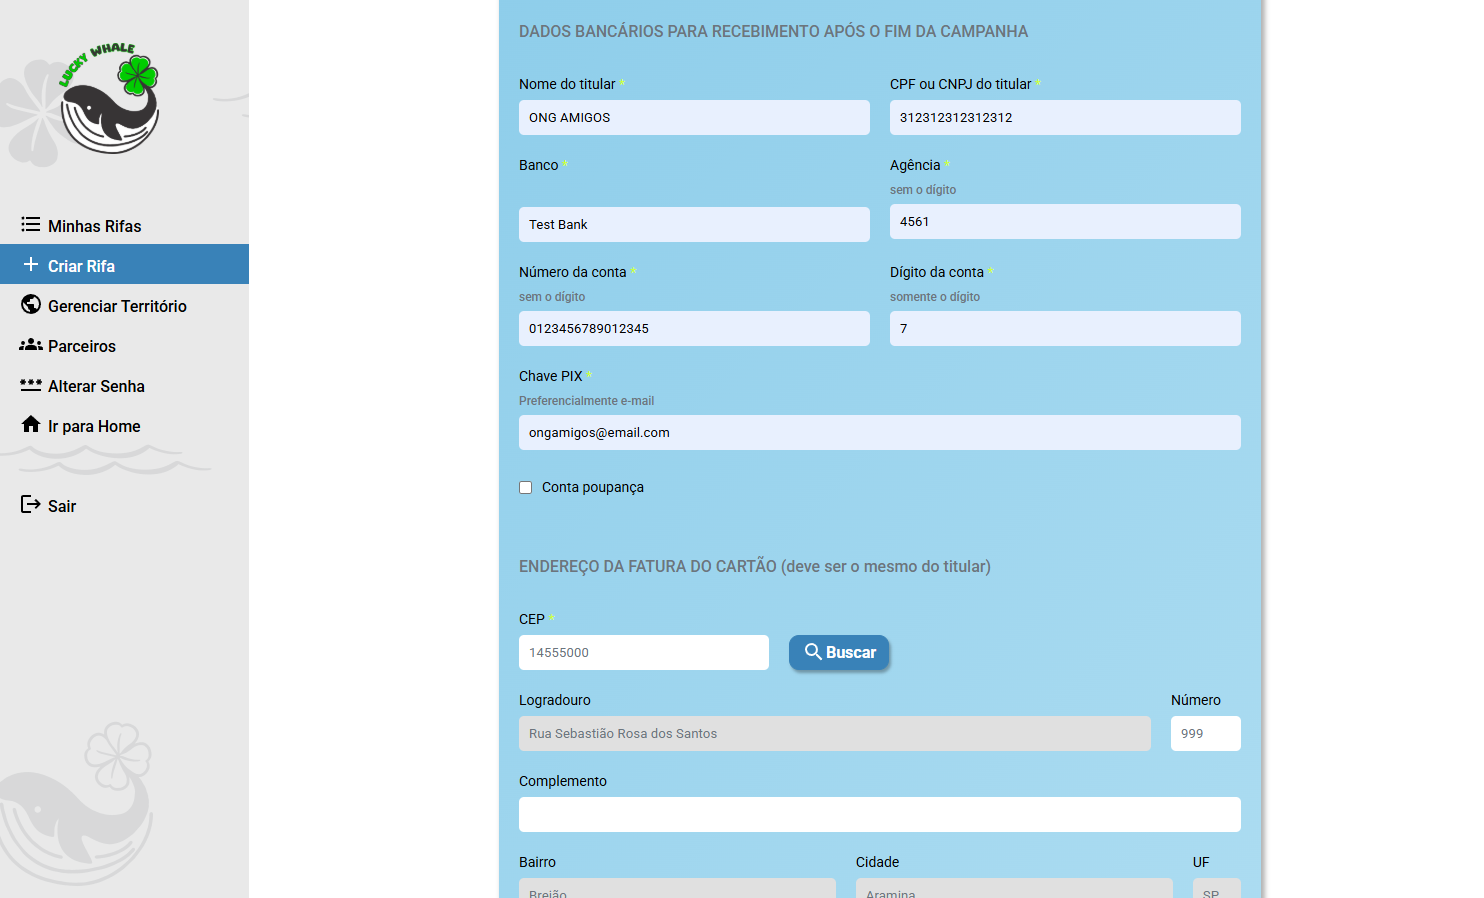 LUCKY WHALE
Minhas Rifas
Criar Rifa
Gerenciar Território
Parceiros
Alterar Senha
Ir para Home
Sair
DADOS BANCÁRIOS PARA RECEBIMENTO APÓS O FIM DA CAMPANHA
Nome do titular * CPF ou CNPJ do titular *
ONG AMIGOS 312312312312312
Banco * Agência *
sem o dígito
Test Bank 4561
Número da conta * Dígito da conta *
sem o dígito somente o dígito
0123456789012345 7
Chave PIX *
Preferencialmente e-mail
ongamigos@email.com
Conta poupança
ENDEREÇO DA FATURA DO CARTÃO (deve ser o mesmo do titular)
CEP *
14555000 Buscar
Logradouro Número
Rua Sebastião Rosa dos Santos 999
Complemento
Bairro Cidade UF
Brejão Aramina SP